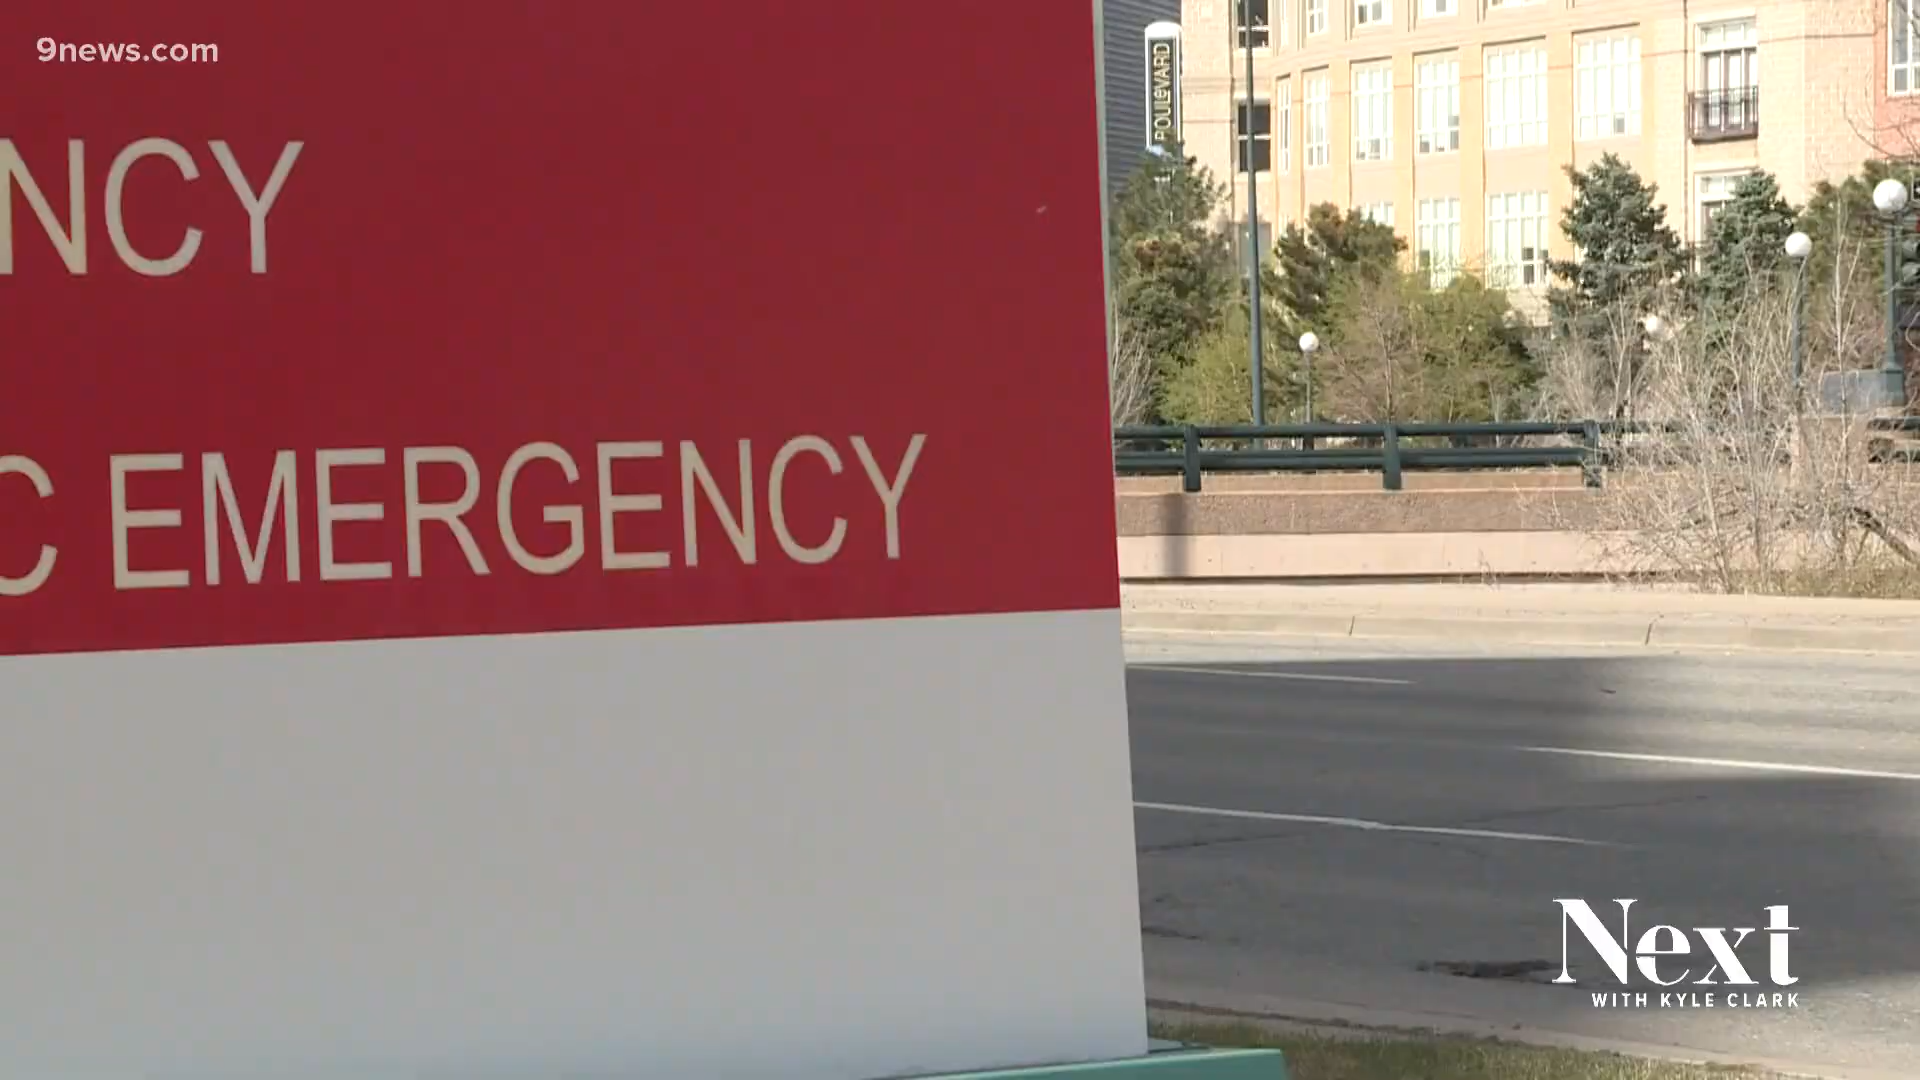 9news.com
BOULEVARD
NCY
C EMERGENCY
Next
WITH KYLE CLARK